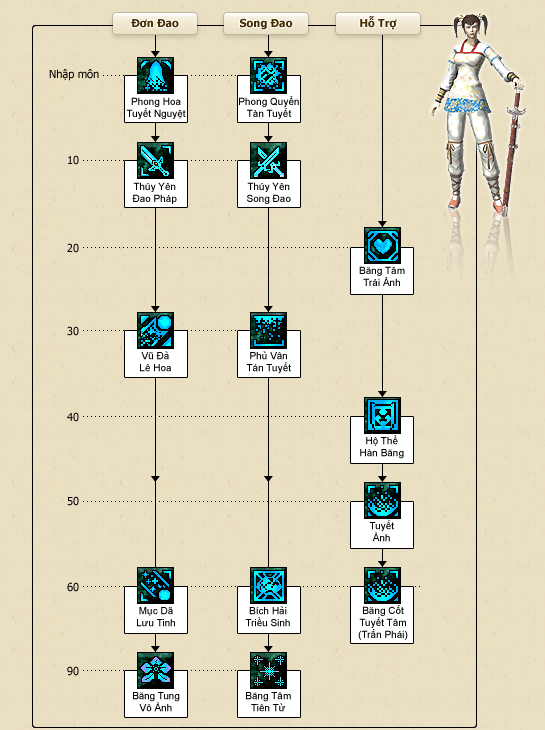 Đơn Đao
Song Đao
Hỗ Trợ
Nhập môn
Phong Hoa
Tuyết Nguyệt
Phong Quyển
Tàn Tuyết
10
Thúy Yên
Đao Pháp
Thúy Yên
Song Đao
20
Băng Tâm
Trái Ảnh
30
Vũ Đả
Lê Hoa
Phủ Vân
Tán Tuyết
40
Hộ Thể
Hàn Băng
50
Tuyết
Ảnh
60
Mục Dã
Lưu Tinh
Bích Hải
Triều Sinh
Băng Cốt
Tuyết Tâm
(Trấn Phái)
90
Băng Tung
Vô Ảnh
Băng Tâm
Tiên Tử